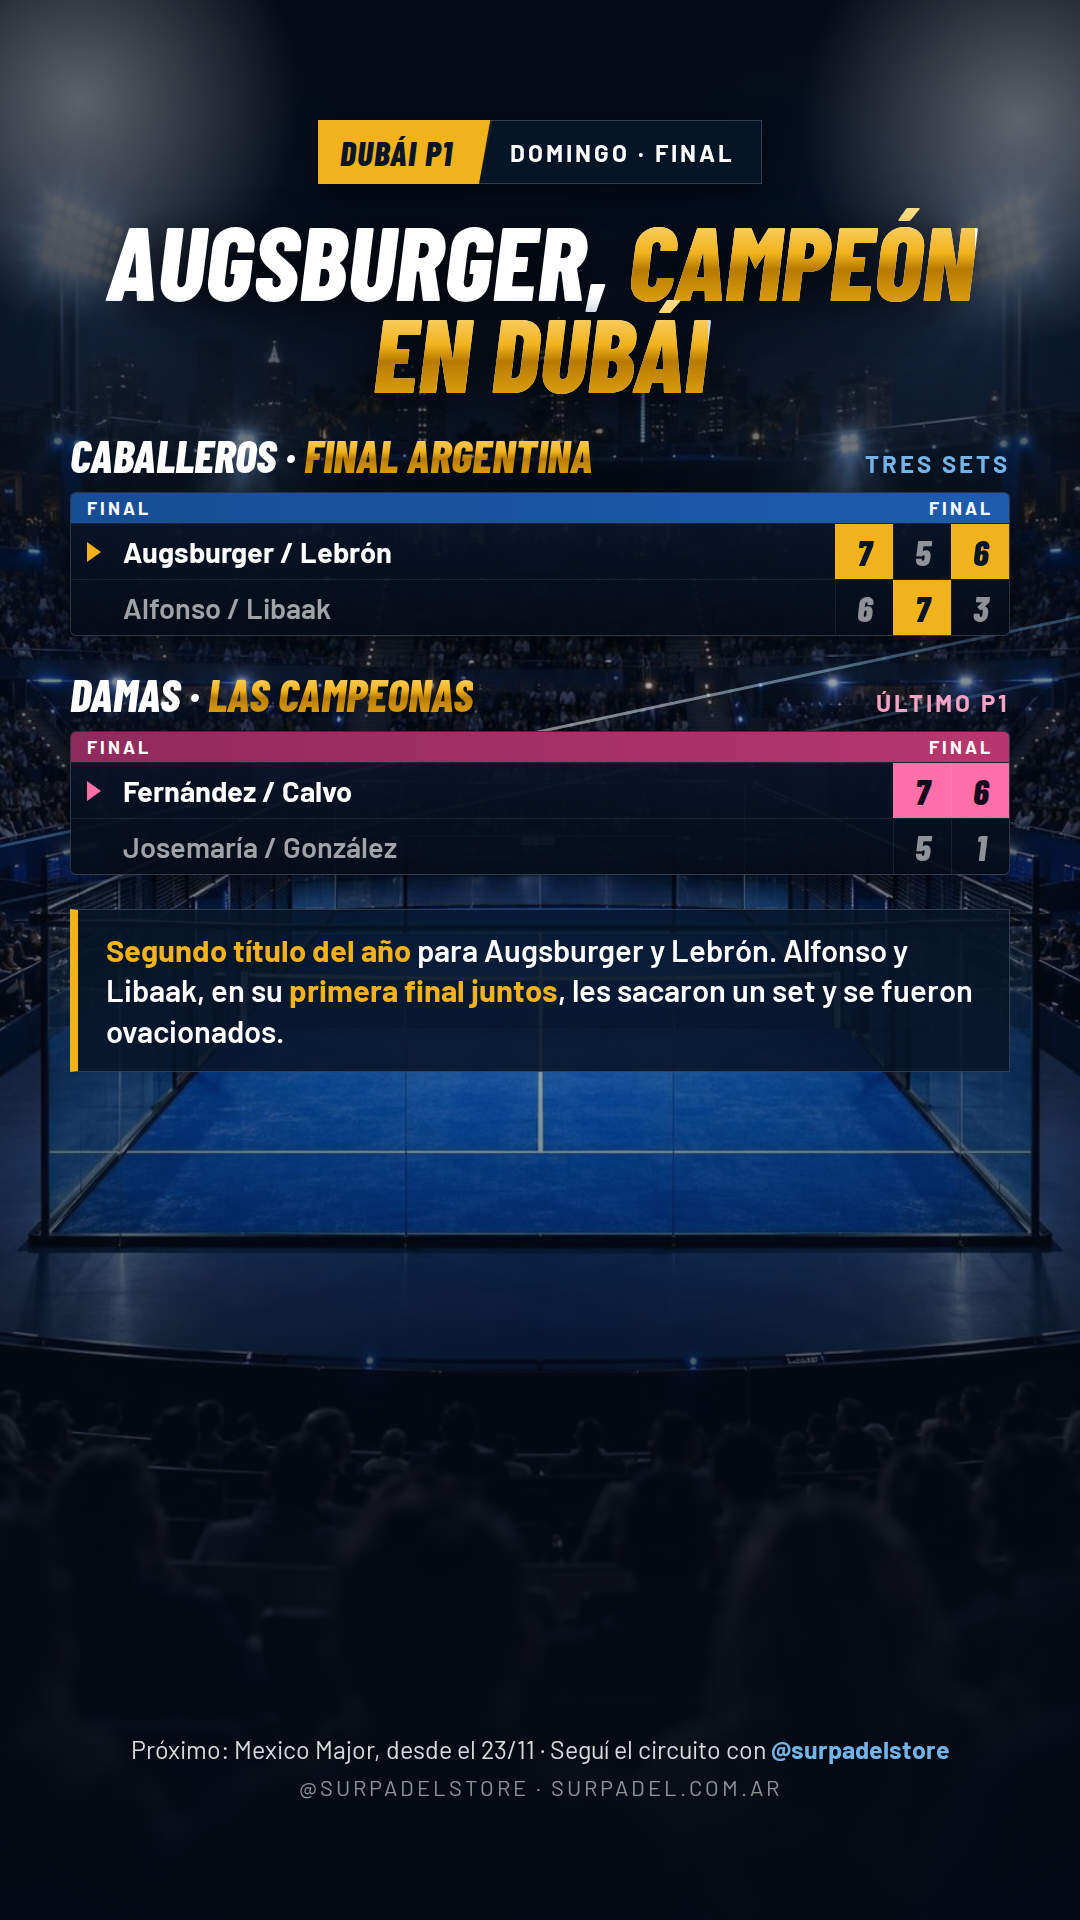 DUBÁI P1 DOMINGO · FINAL
AUGSBURGER, CAMPEÓN
EN DUBÁI
CABALLEROS · FINAL ARGENTINA TRES SETS
FINAL FINAL
Augsburger / Lebrón 7 5 6
Alfonso / Libaak 6 7 3
DAMAS · LAS CAMPEONAS ÚLTIMO P1
FINAL FINAL
Fernández / Calvo 7 6
Josemaría / González 5 1
Segundo título del año para Augsburger y Lebrón. Alfonso y
Libaak, en su primera final juntos, les sacaron un set y se fueron
ovacionados.
Próximo: Mexico Major, desde el 23/11 · Seguí el circuito con @surpadelstore
@SURPADELSTORE · SURPADEL.COM.AR